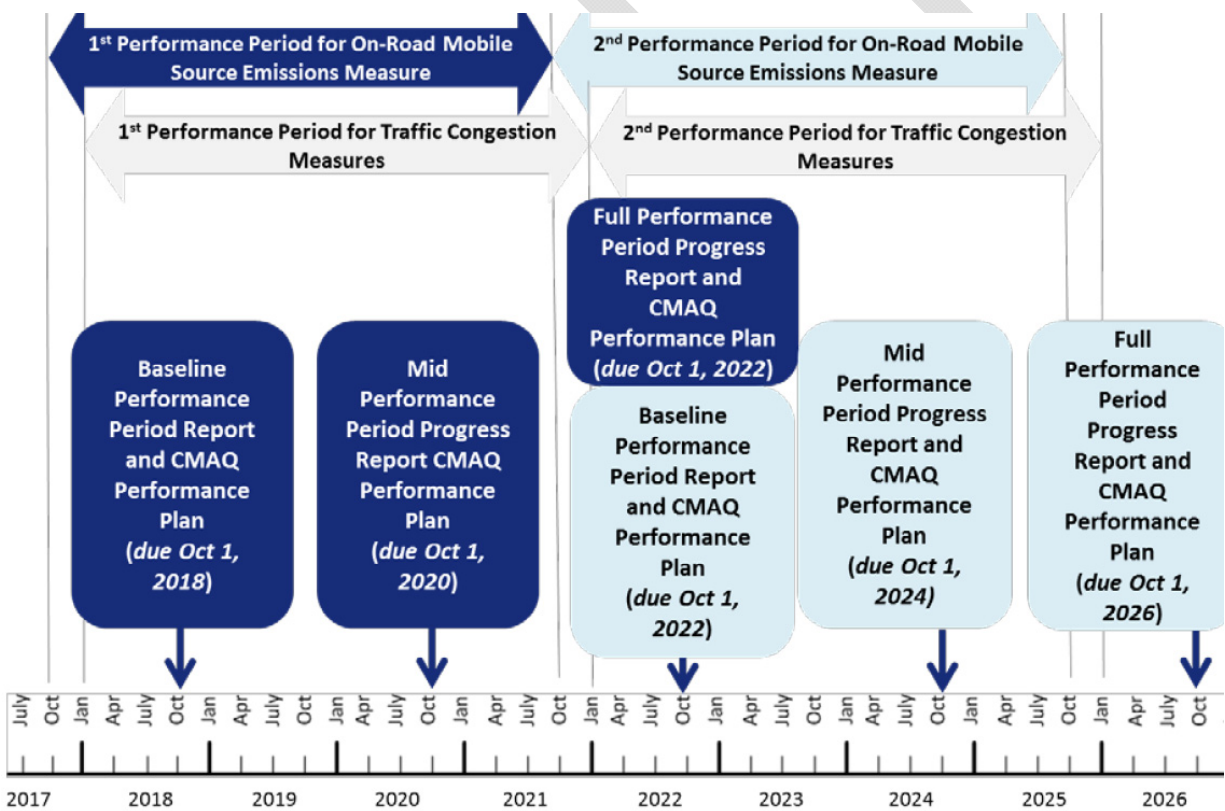 1st Performance Period for On-Road Mobile
Source Emissions Measure
2nd Performance Period for On-Road Mobile
Source Emissions Measure
1st Performance Period for Traffic Congestion
Measures
2nd Performance Period for Traffic Congestion
Measures
Baseline
Performance
Period Report
and CMAQ
Performance
Plan
(due Oct 1,
2018)
Mid
Performance
Period Progress
Report CMAQ
Performance
Plan
(due Oct 1,
2020)
Full Performance
Period Progress
Report and
CMAQ
Performance Plan
(due Oct 1, 2022)
Baseline
Performance
Period Report
and CMAQ
Performance
Plan
(due Oct 1,
2022)
Mid
Performance
Period Progress
Report and
CMAQ
Performance
Plan
(due Oct 1,
2024)
Full
Performance
Period
Progress
Report and
CMAQ
Performance
Plan
(due Oct 1,
2026)
July Oct Jan Apr July Oct Jan Apr July Oct Jan Apr July Oct Jan Apr July Oct Jan Apr July Oct Jan Apr July Oct Jan Apr July Oct Jan Apr July Oct Jan Apr July Oct
2017 2018 2019 2020 2021 2022 2023 2024 2025 2026